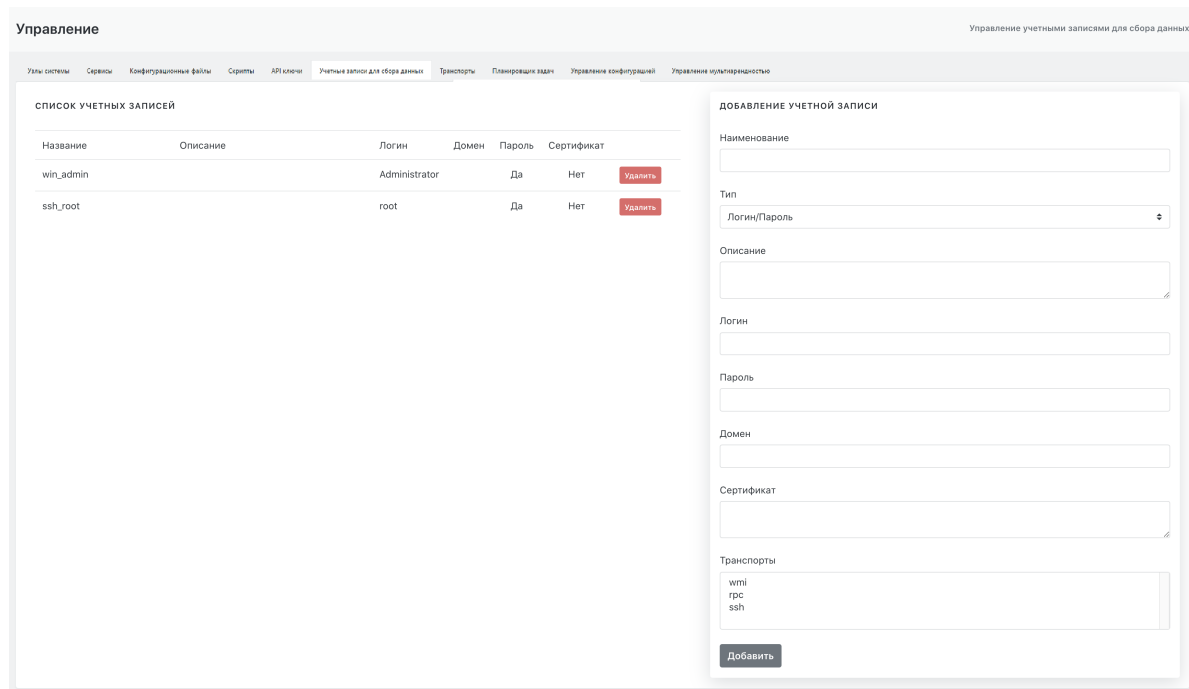 Управление
Управление учетными записями для сбора данных
Узлы системы Сервисы Конфигурационные файлы Скрипты API ключи Учетные записи для сбора данных Транспорты Планировщик задач Управление конфигурацией Управление мультиарендностью
СПИСОК УЧЕТНЫХ ЗАПИСЕЙ
Название Описание Логин Домен Пароль Сертификат
win_admin Administrator Да Нет Удалить
ssh_root root Да Нет Удалить
ДОБАВЛЕНИЕ УЧЕТНОЙ ЗАПИСИ
Наименование
Тип
Логин/Пароль
Описание
Логин
Пароль
Домен
Сертификат
Транспорты
wmi
rpc
ssh
Добавить